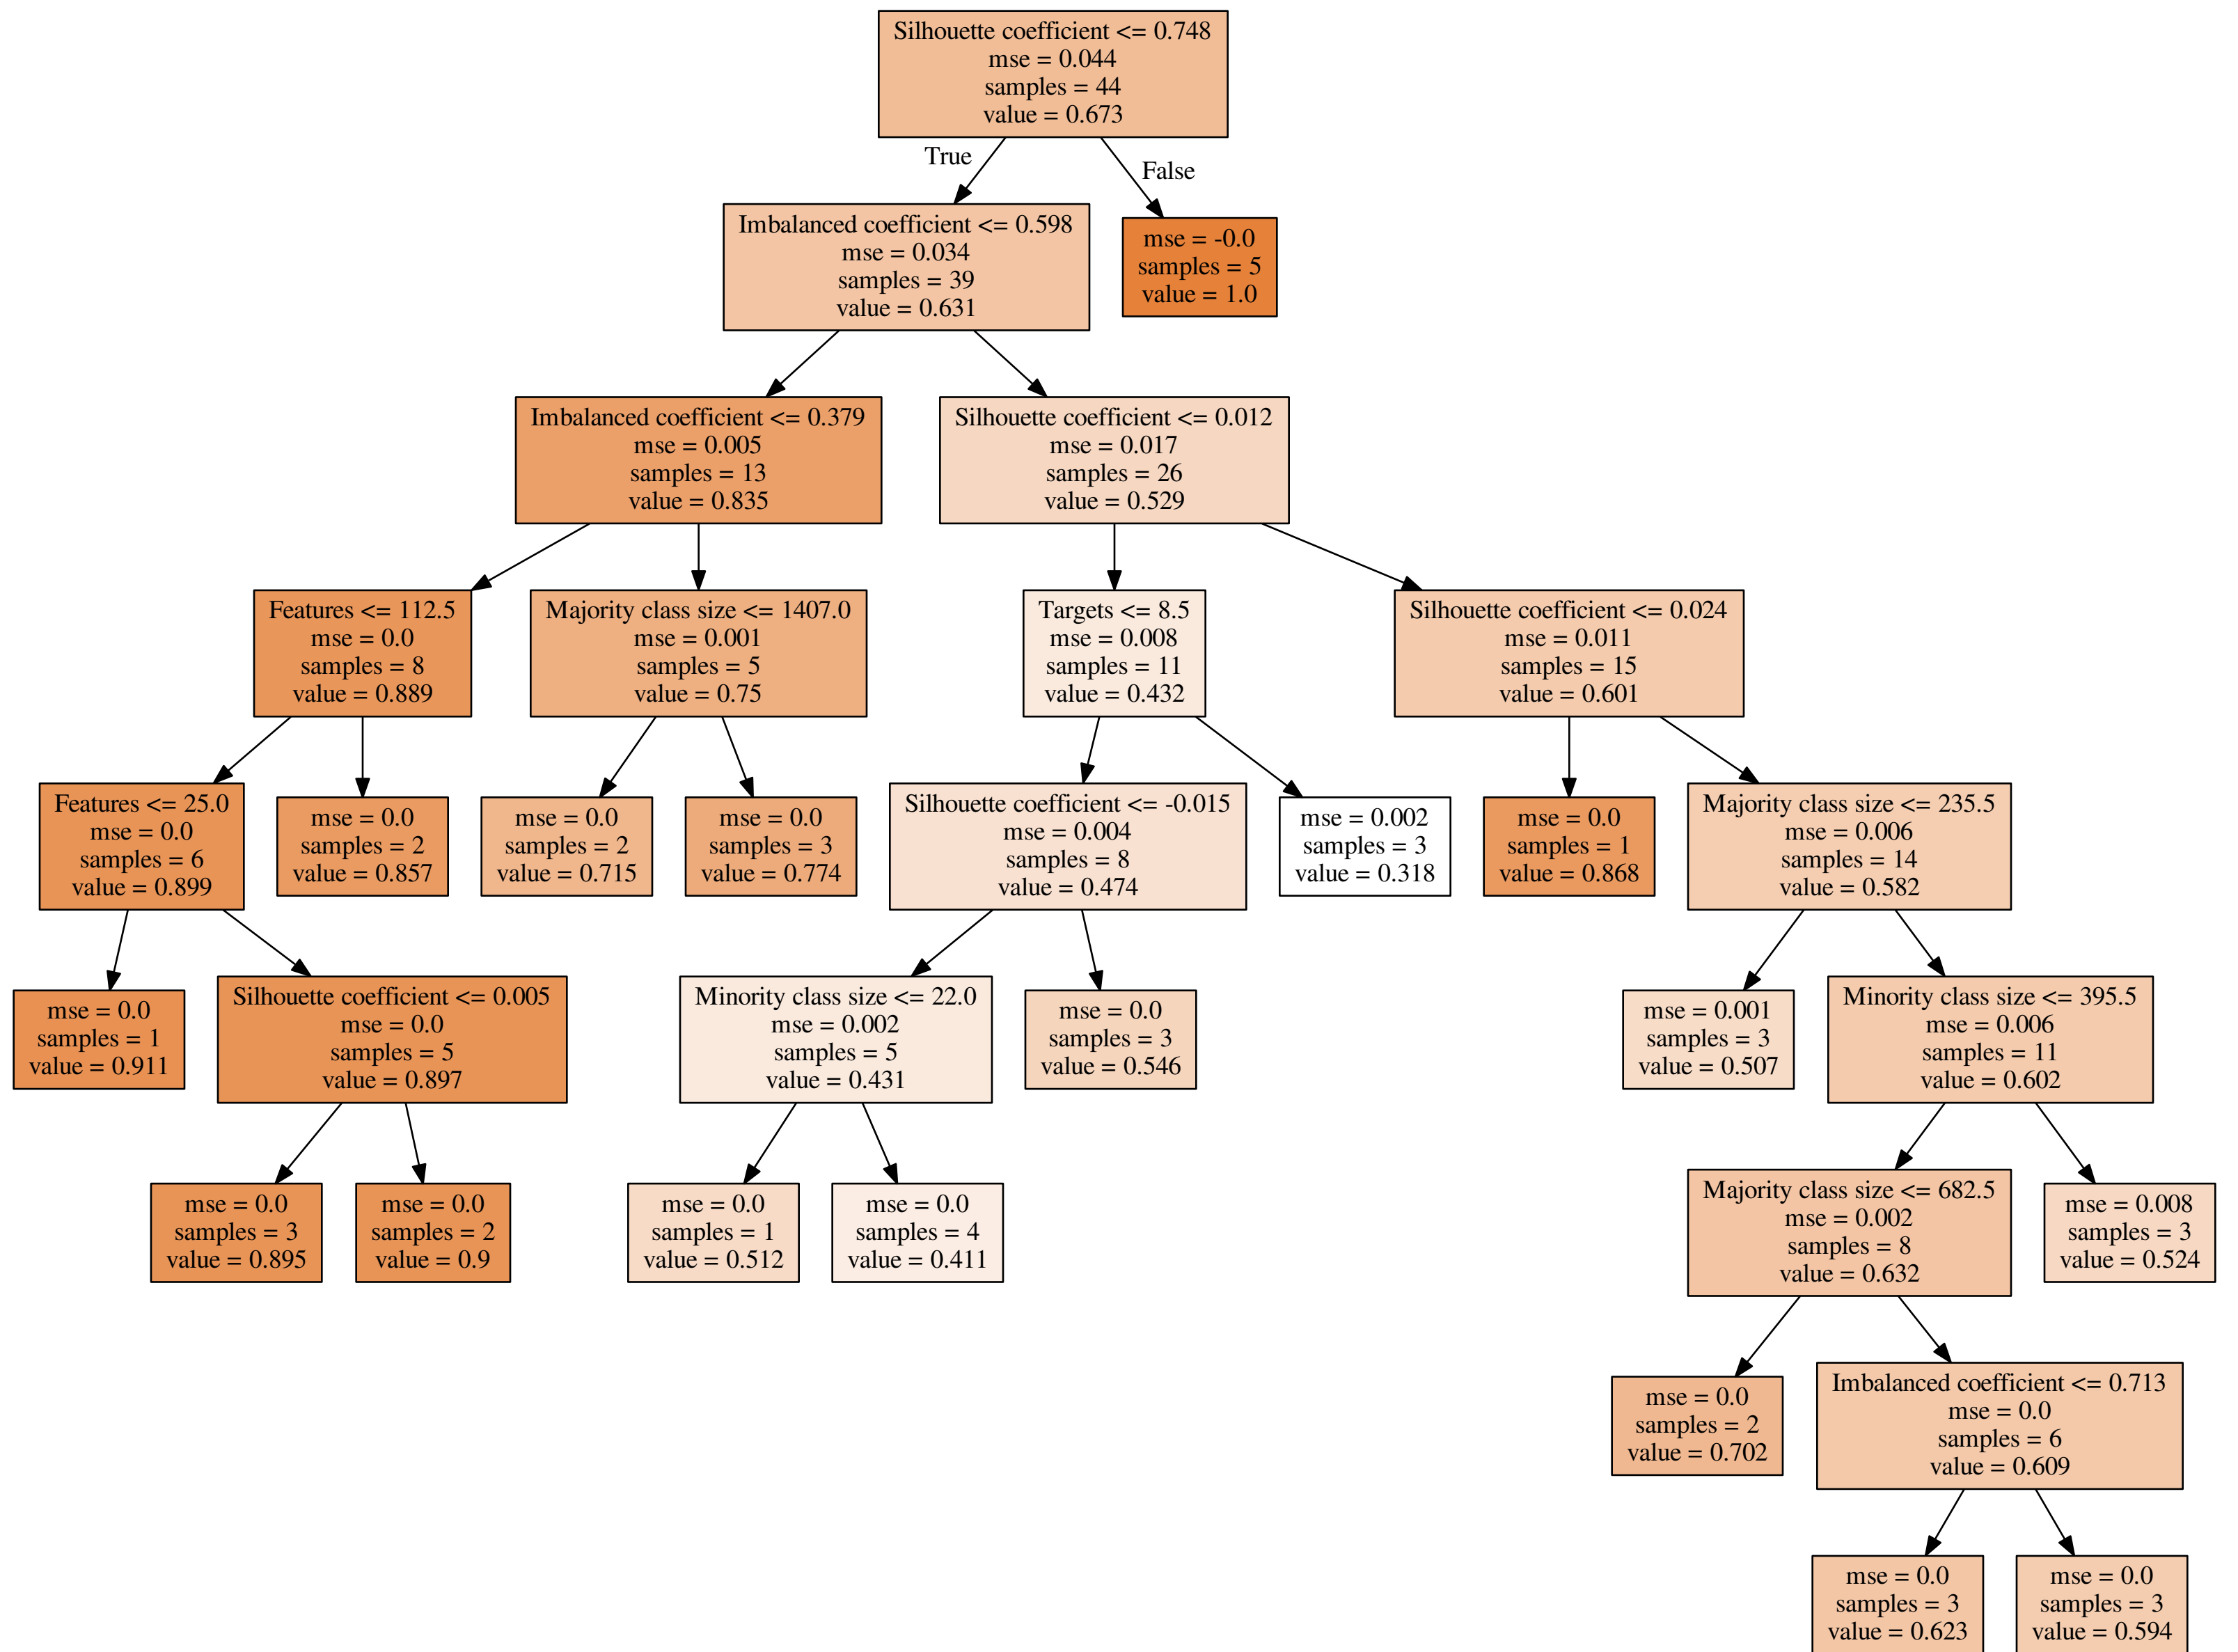 Silhouette coefficient <= 0.748
mse = 0.044
samples = 44
value = 0.673
True
False
Imbalanced coefficient <= 0.598
mse = 0.034
samples = 39
value = 0.631
mse = -0.0
samples = 5
value = 1.0
Imbalanced coefficient <= 0.379
mse = 0.005
samples = 13
value = 0.835
Silhouette coefficient <= 0.012
mse = 0.017
samples = 26
value = 0.529
Features <= 112.5
mse = 0.0
samples = 8
value = 0.889
Majority class size <= 1407.0
mse = 0.001
samples = 5
value = 0.75
Targets <= 8.5
mse = 0.008
samples = 11
value = 0.432
Silhouette coefficient <= 0.024
mse = 0.011
samples = 15
value = 0.601
Features <= 25.0
mse = 0.0
samples = 6
value = 0.899
mse = 0.0
samples = 2
value = 0.857
mse = 0.0
samples = 2
value = 0.715
mse = 0.0
samples = 3
value = 0.774
Silhouette coefficient <= -0.015
mse = 0.004
samples = 8
value = 0.474
mse = 0.002
samples = 3
value = 0.318
mse = 0.0
samples = 1
value = 0.868
Majority class size <= 235.5
mse = 0.006
samples = 14
value = 0.582
mse = 0.0
samples = 1
value = 0.911
Silhouette coefficient <= 0.005
mse = 0.0
samples = 5
value = 0.897
Minority class size <= 22.0
mse = 0.002
samples = 5
value = 0.431
mse = 0.0
samples = 3
value = 0.546
mse = 0.001
samples = 3
value = 0.507
Minority class size <= 395.5
mse = 0.006
samples = 11
value = 0.602
mse = 0.0
samples = 3
value = 0.895
mse = 0.0
samples = 2
value = 0.9
mse = 0.0
samples = 1
value = 0.512
mse = 0.0
samples = 4
value = 0.411
Majority class size <= 682.5
mse = 0.002
samples = 8
value = 0.632
mse = 0.008
samples = 3
value = 0.524
mse = 0.0
samples = 2
value = 0.702
Imbalanced coefficient <= 0.713
mse = 0.0
samples = 6
value = 0.609
mse = 0.0
samples = 3
value = 0.623
mse = 0.0
samples = 3
value = 0.594